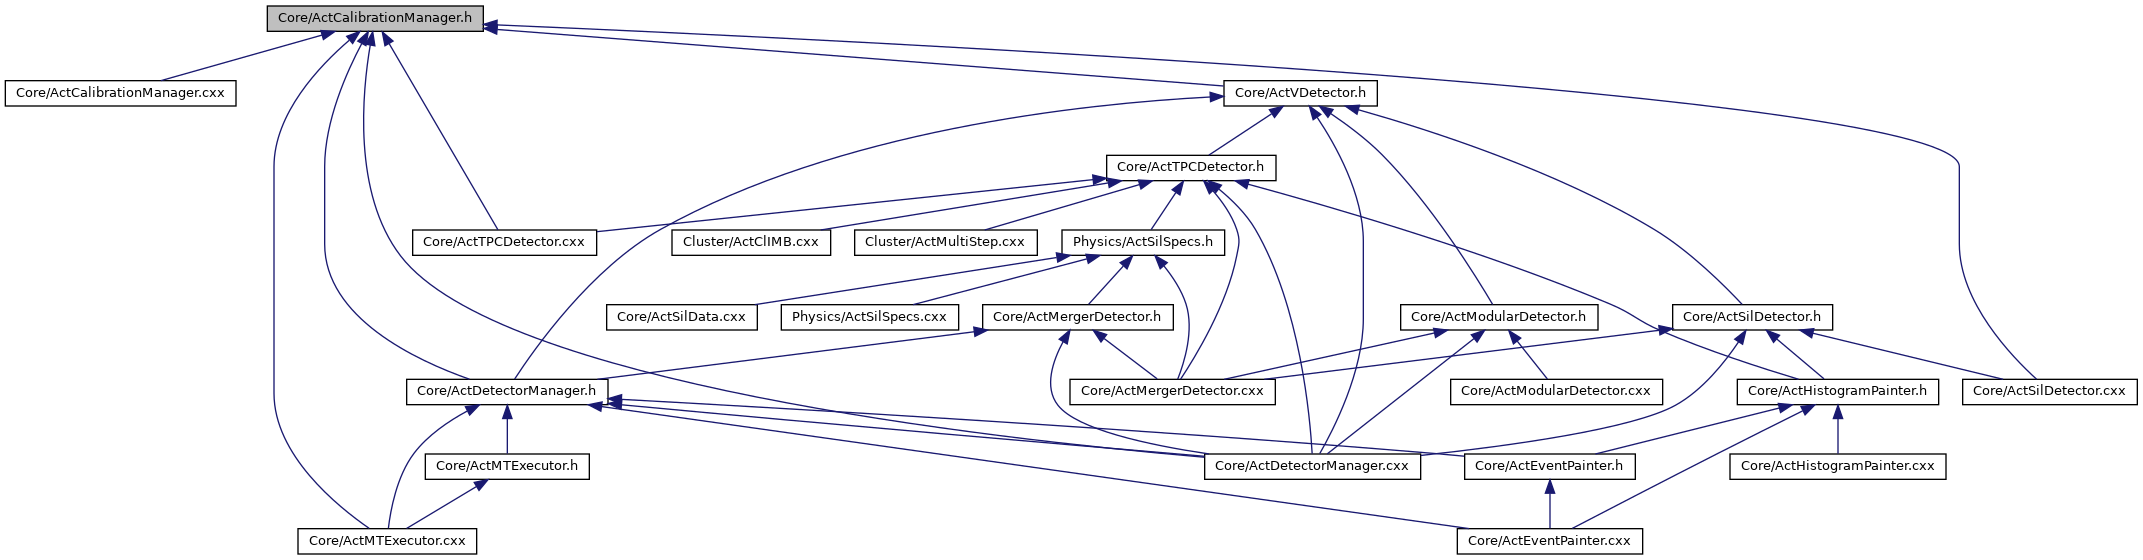 Core/ActCalibrationManager.h
Core/ActCalibrationManager.cxx
Core/ActVDetector.h
Core/ActTPCDetector.h
Core/ActTPCDetector.cxx
Cluster/ActClIMB.cxx
Cluster/ActMultiStep.cxx
Physics/ActSilSpecs.h
Core/ActSilData.cxx
Physics/ActSilSpecs.cxx
Core/ActMergerDetector.h
Core/ActModularDetector.h
Core/ActSilDetector.h
Core/ActDetectorManager.h
Core/ActMergerDetector.cxx
Core/ActModularDetector.cxx
Core/ActHistogramPainter.h
Core/ActSilDetector.cxx
Core/ActMTExecutor.h
Core/ActDetectorManager.cxx
Core/ActEventPainter.h
Core/ActHistogramPainter.cxx
Core/ActMTExecutor.cxx
Core/ActEventPainter.cxx